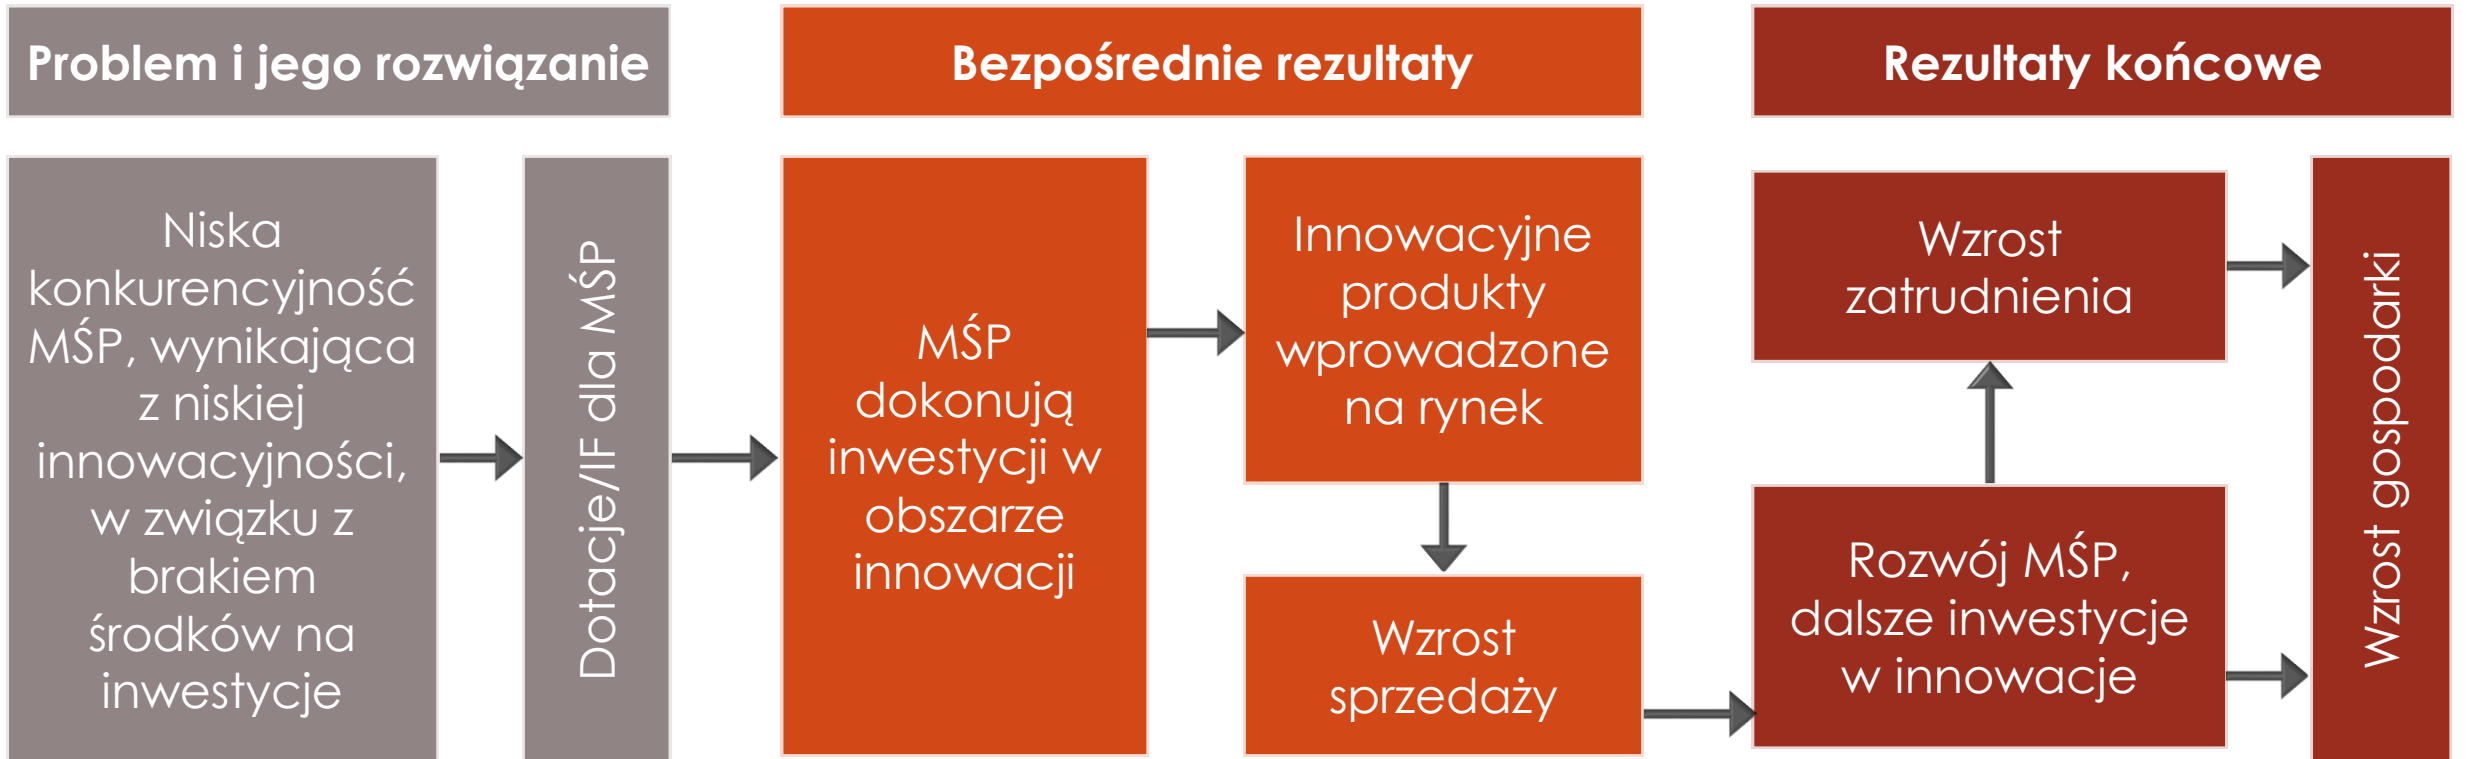 Problem i jego rozwiązanie
Bezpośrednie rezultaty
Rezultaty końcowe
Niska
konkurencyjność
MŚP, wynikająca
z niskiej
innowacyjności,
w związku z
brakiem
środków na
inwestycje
Dotacje/IF dla MŚP
MŚP
dokonują
inwestycji w
obszarze
innowacji
Innowacyjne
produkty
wprowadzone
na rynek
Wzrost
sprzedaży
Wzrost
zatrudnienia
Rozwój MŚP,
dalsze inwestycje
w innowacje
Wzrost gospodarki